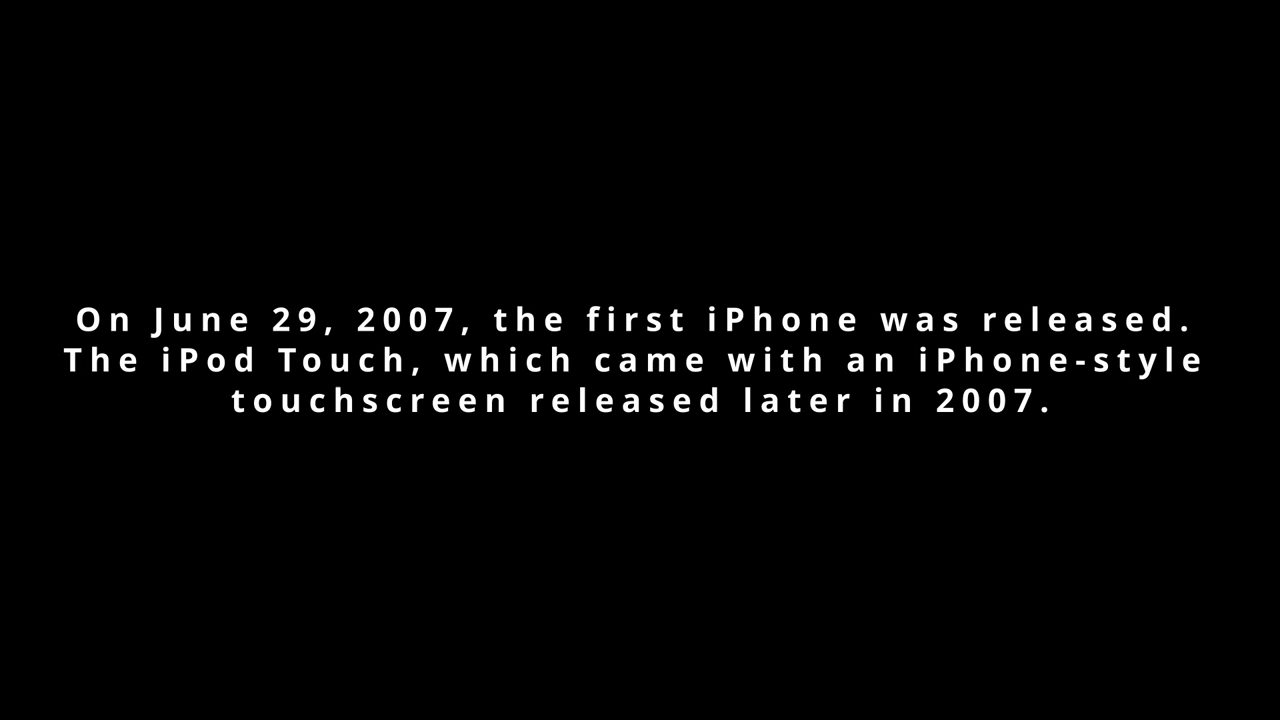 On June 29, 2007, the first iPhone was released.
The iPod Touch, which came with an iPhone-style
touchscreen released later in 2007.